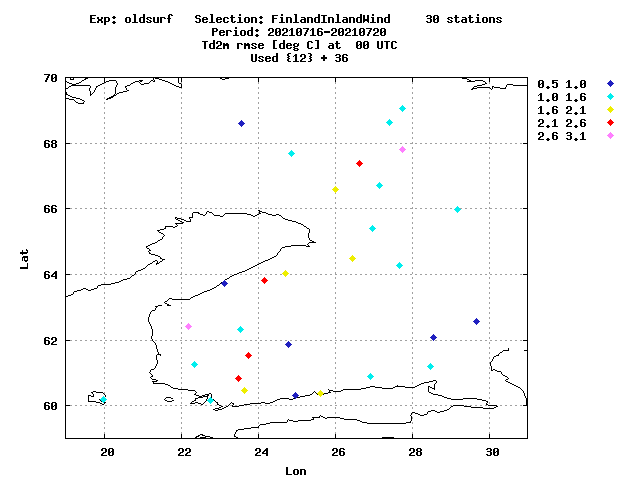 Exp: oldsurf   Selection: FinlandInlandWind     30 stations
Period: 20210716-20210720
Td2m rmse [deg C] at  00 UTC
Used {12} + 36
0.5 1.0
1.0 1.6
1.6 2.1
2.1 2.6
2.6 3.1
70
68
66
64
62
60
Lat
20 22 24 26 28 30
Lon